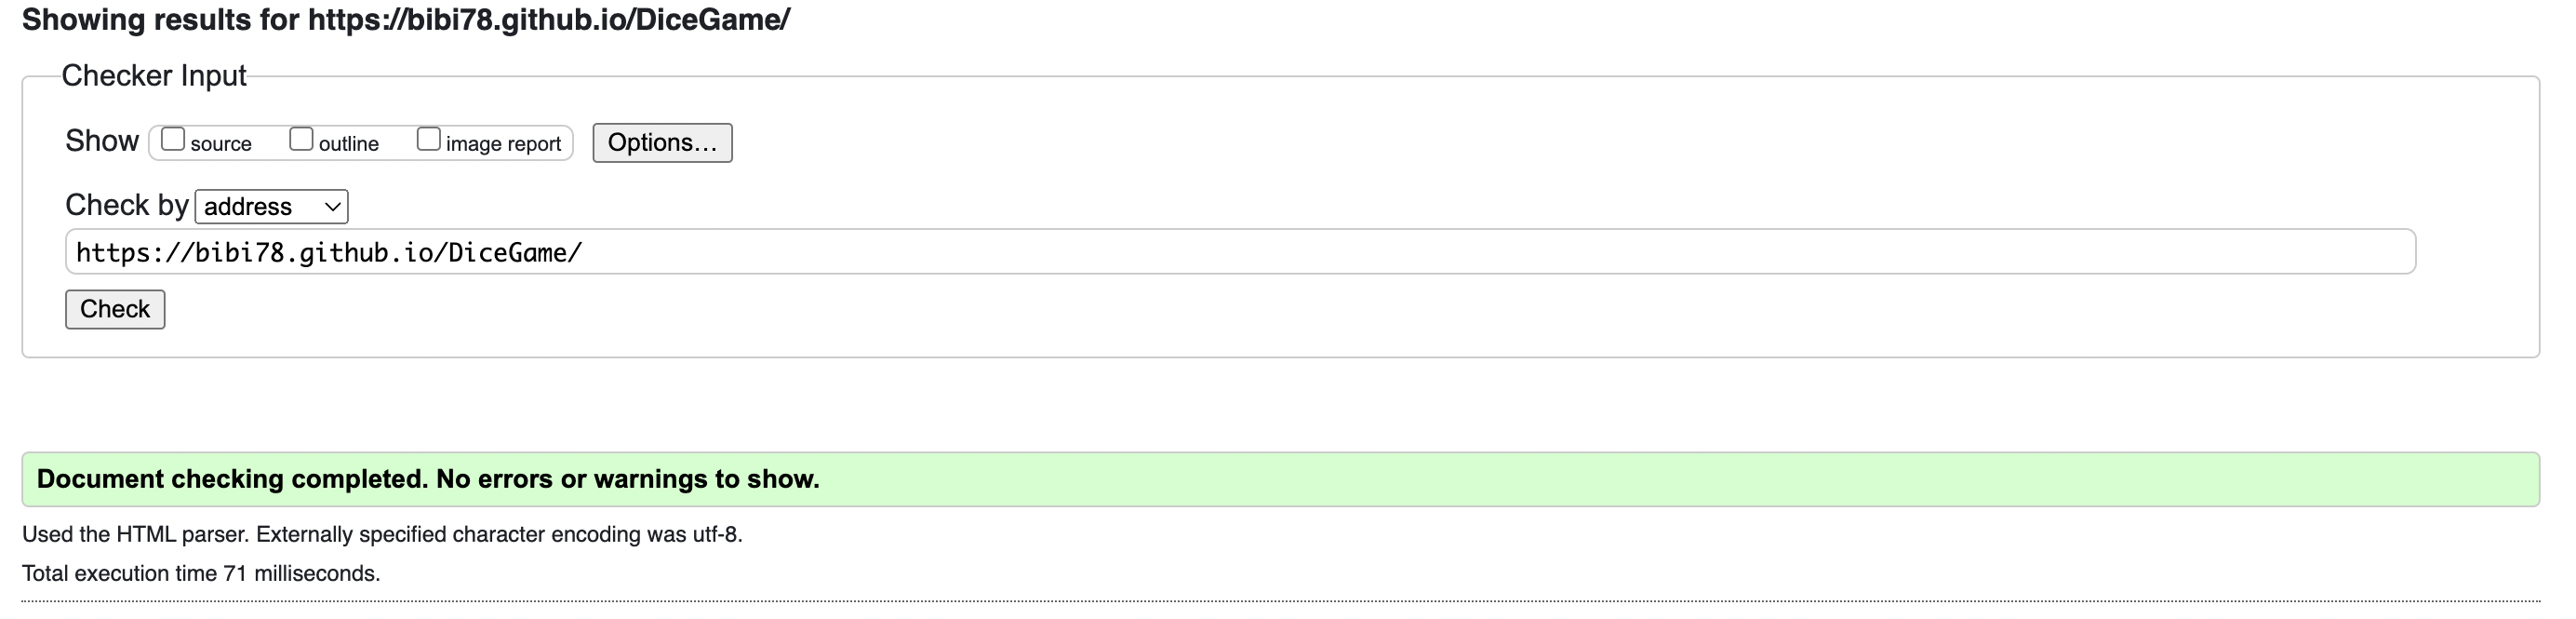 Showing results for https://bibi78.github.io/DiceGame/
Checker Input
Show source outline image report Options...
Check by address
https://bibi78.github.io/DiceGame/
Check
Document checking completed. No errors or warnings to show.
Used the HTML parser. Externally specified character encoding was utf-8.
Total execution time 71 milliseconds.